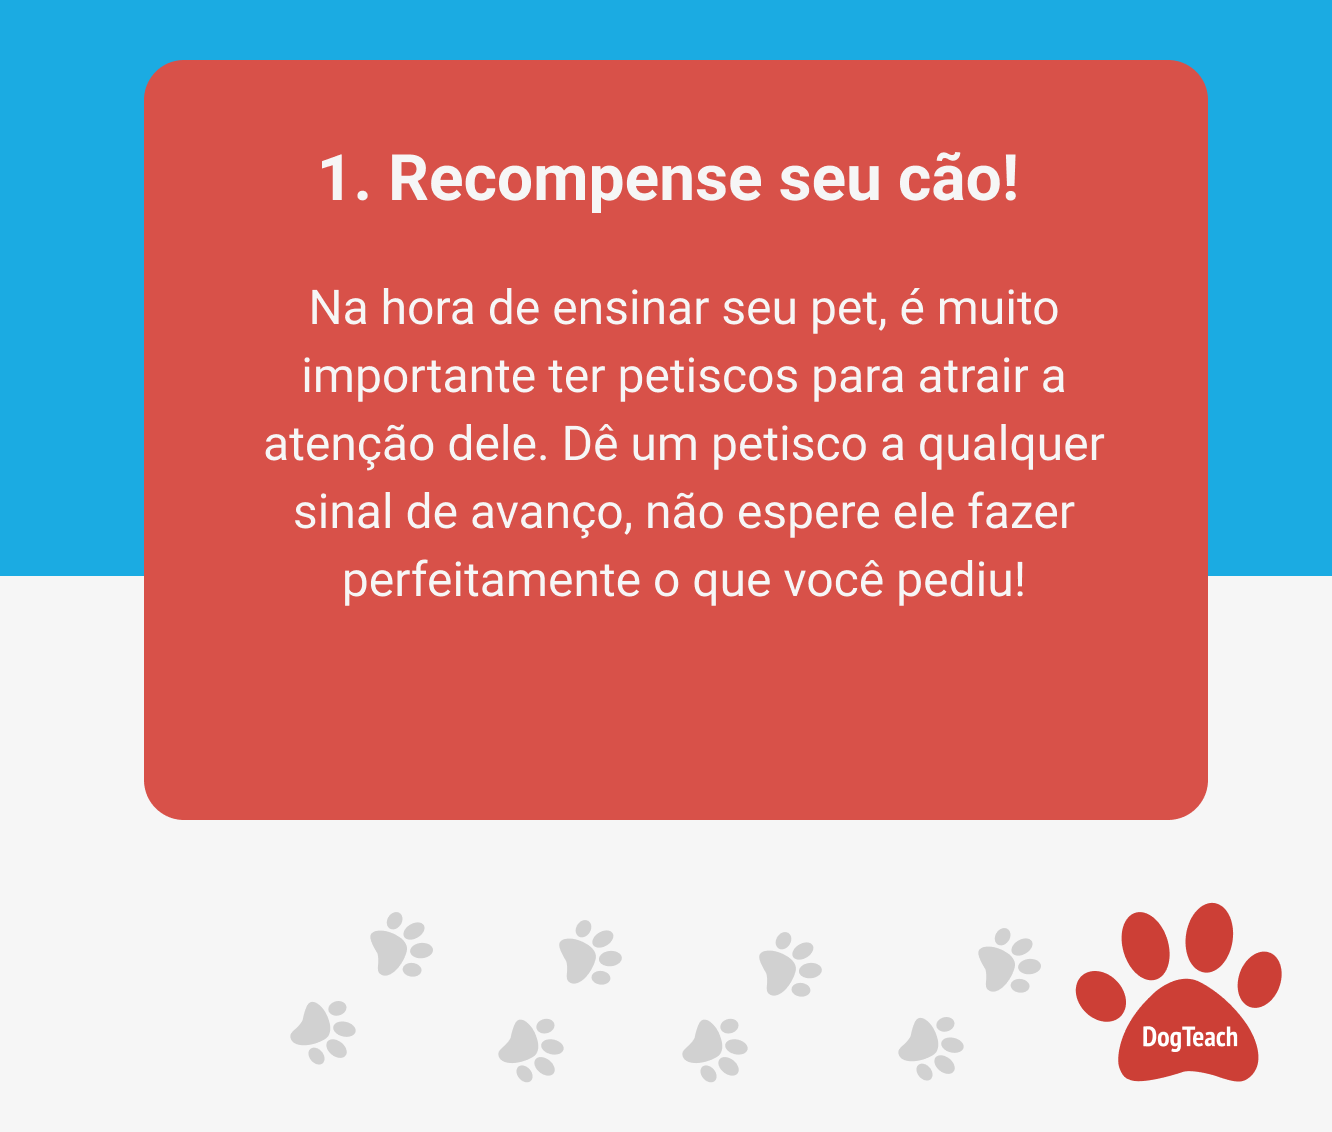 1. Recompense seu cão!
Na hora de ensinar seu pet, é muito
importante ter petiscos para atrair a
atenção dele. Dê um petisco a qualquer
sinal de avanço, não espere ele fazer
perfeitamente o que você pediu!
DogTeach